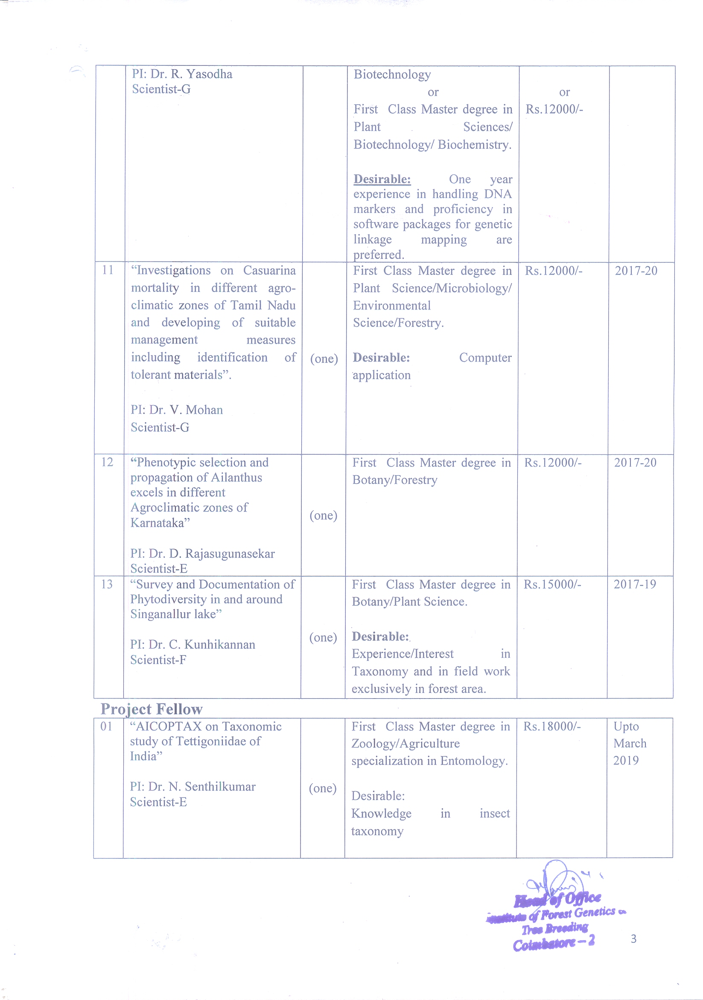 PI: Dr. R. Yasodha
Scientist-G
Biotechnology
or
First Class Master degree in
Plant Sciences/
Biotechnology/ Biochemistry.
Desirable: One year
experience in handling DNA
markers and proficiency in
software packages for genetic
linkage mapping are
preferred.
or
Rs.12000/-
11
“Investigations on Casuarina
mortality in different agro-
climatic zones of Tamil Nadu
and developing of suitable
management measures
including identification of
tolerant materials”.
PI: Dr. V. Mohan
Scientist-G
(one)
First Class Master degree in
Plant Science/Microbiology/
Environmental
Science/Forestry.
Desirable: Computer
application
Rs.12000/-
2017-20
12
“Phenotypic selection and
propagation of Ailanthus
excels in different
Agroclimatic zones of
Karnataka”
PI: Dr. D. Rajasugunasekar
Scientist-E
(one)
First Class Master degree in
Botany/Forestry
Rs.12000/-
2017-20
13
“Survey and Documentation of
Phytodiversity in and around
Singanallur lake”
PI: Dr. C. Kunhikannan
Scientist-F
(one)
First Class Master degree in
Botany/Plant Science.
Desirable:
Experience/Interest in
Taxonomy and in field work
exclusively in forest area.
Rs.15000/-
2017-19
Project Fellow
01
“AICOPTAX on Taxonomic
study of Tettigoniidae of
India”
PI: Dr. N. Senthilkumar
Scientist-E
(one)
First Class Master degree in
Zoology/Agriculture
specialization in Entomology.
Desirable:
Knowledge in insect
taxonomy
Rs.18000/-
Upto
March
2019
Head of Office
Institute of Forest Genetics &
Tree Breeding
Coimbatore – 2
3